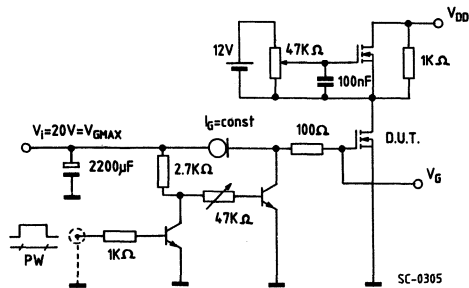 V_DD
12V
47KΩ
100nF
1KΩ
V_i=20V=V_GMAX
I_G=const
100Ω
D.U.T.
2200μF
2.7KΩ
V_G
47KΩ
PW
1KΩ
SC-0305